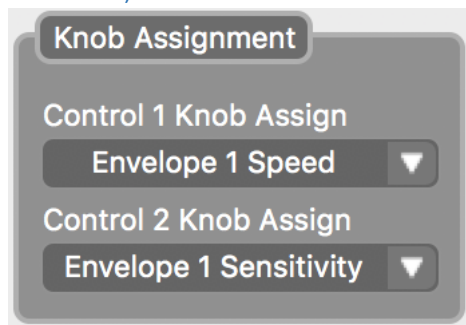 Knob Assignment
Control 1 Knob Assign
Envelope 1 Speed
Control 2 Knob Assign
Envelope 1 Sensitivity